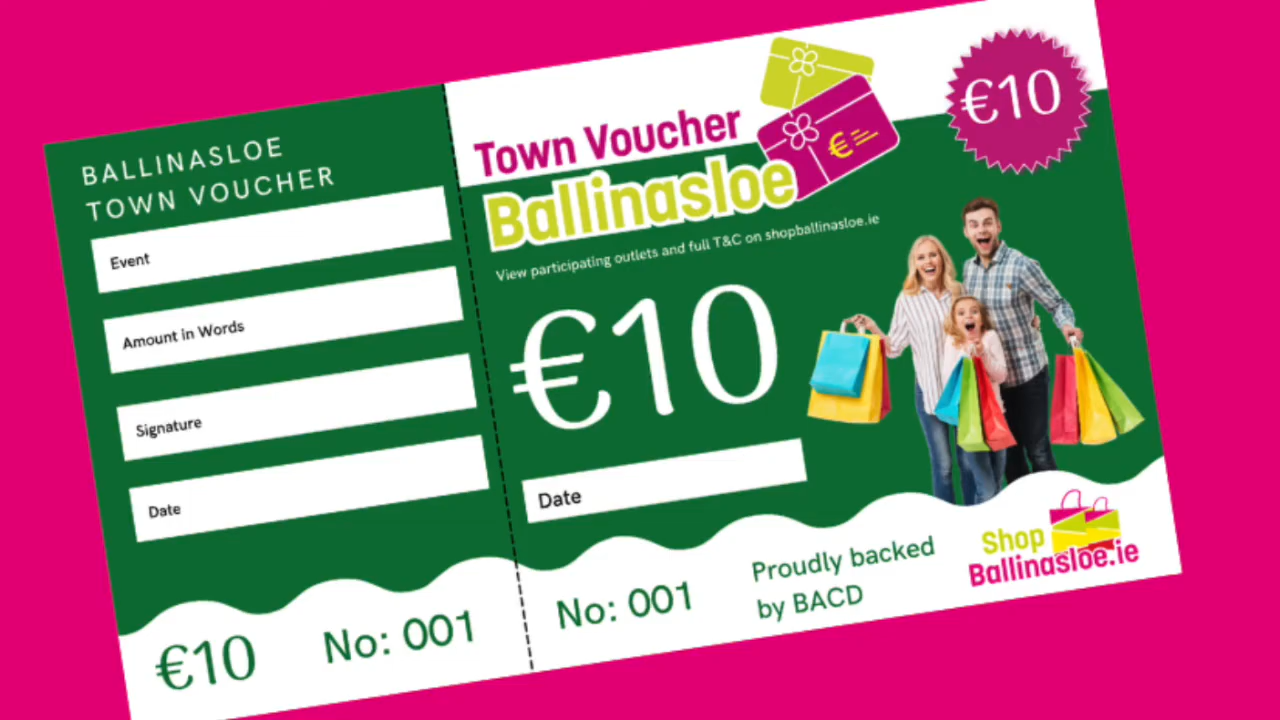 BALLINASLOE
TOWN VOUCHER
Event
Amount in Words
Signature
Date
€10
No: 001
Town Voucher
Ballinasloe
€
€10
View participating outlets and full T&C on shopballinasloe.ie
€10
Date
No: 001
Proudly backed
by BACD
Shop
Ballinasloe.ie